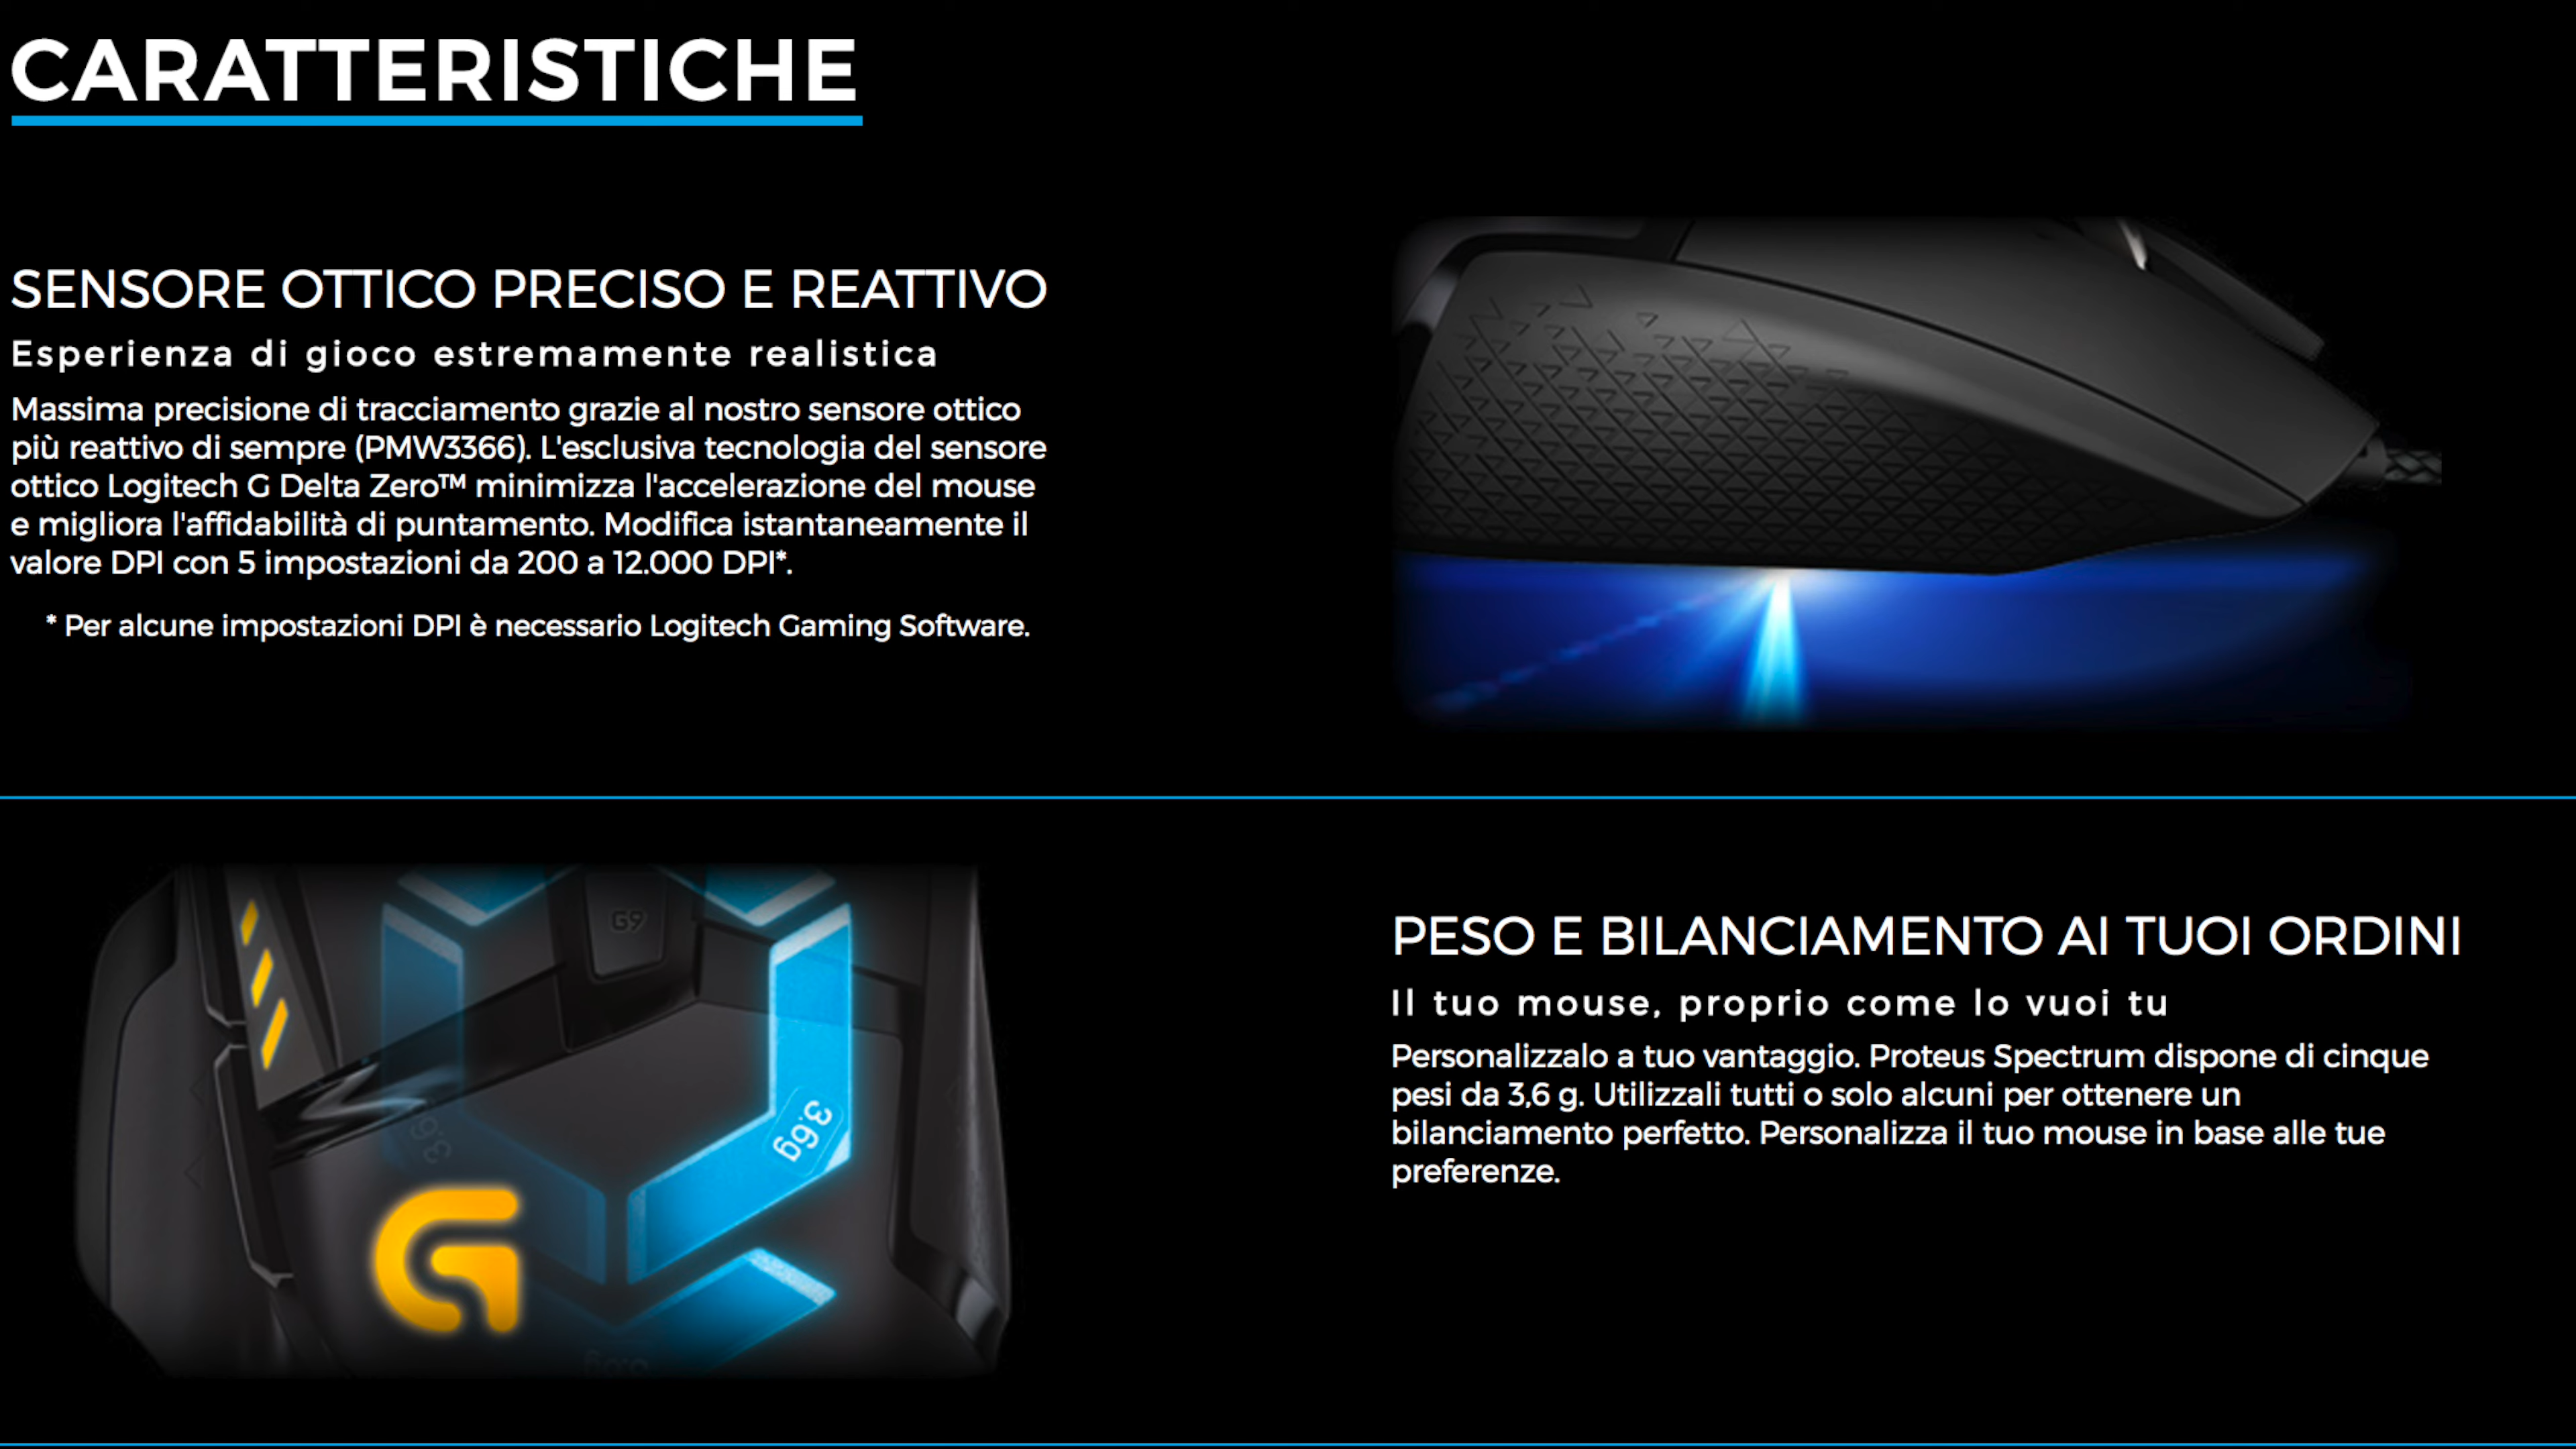 CARATTERISTICHE
SENSORE OTTICO PRECISO E REATTIVO
Esperienza di gioco estremamente realistica
Massima precisione di tracciamento grazie al nostro sensore ottico
più reattivo di sempre (PMW3366). L'esclusiva tecnologia del sensore
ottico Logitech G Delta Zero™ minimizza l'accelerazione del mouse
e migliora l'affidabilità di puntamento. Modifica istantaneamente il
valore DPI con 5 impostazioni da 200 a 12.000 DPI*.
* Per alcune impostazioni DPI è necessario Logitech Gaming Software.
G9
3.6g
3.6g
3.6g
G
PESO E BILANCIAMENTO AI TUOI ORDINI
Il tuo mouse, proprio come lo vuoi tu
Personalizzalo a tuo vantaggio. Proteus Spectrum dispone di cinque
pesi da 3,6 g. Utilizzali tutti o solo alcuni per ottenere un
bilanciamento perfetto. Personalizza il tuo mouse in base alle tue
preferenze.